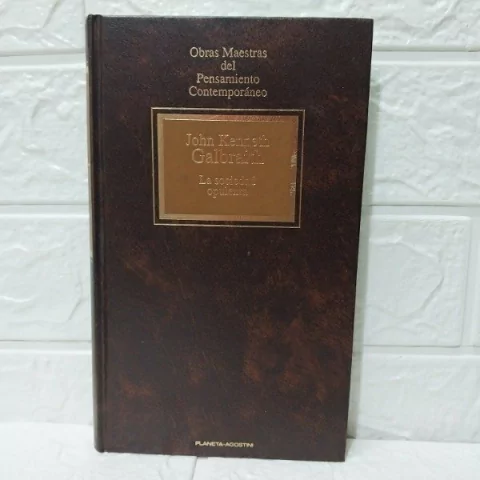 Obras Maestras
del
Pensamiento
Contemporáneo
John Kenneth
Galbraith
La sociedad
opulenta
PLANETA-AGOSTINI